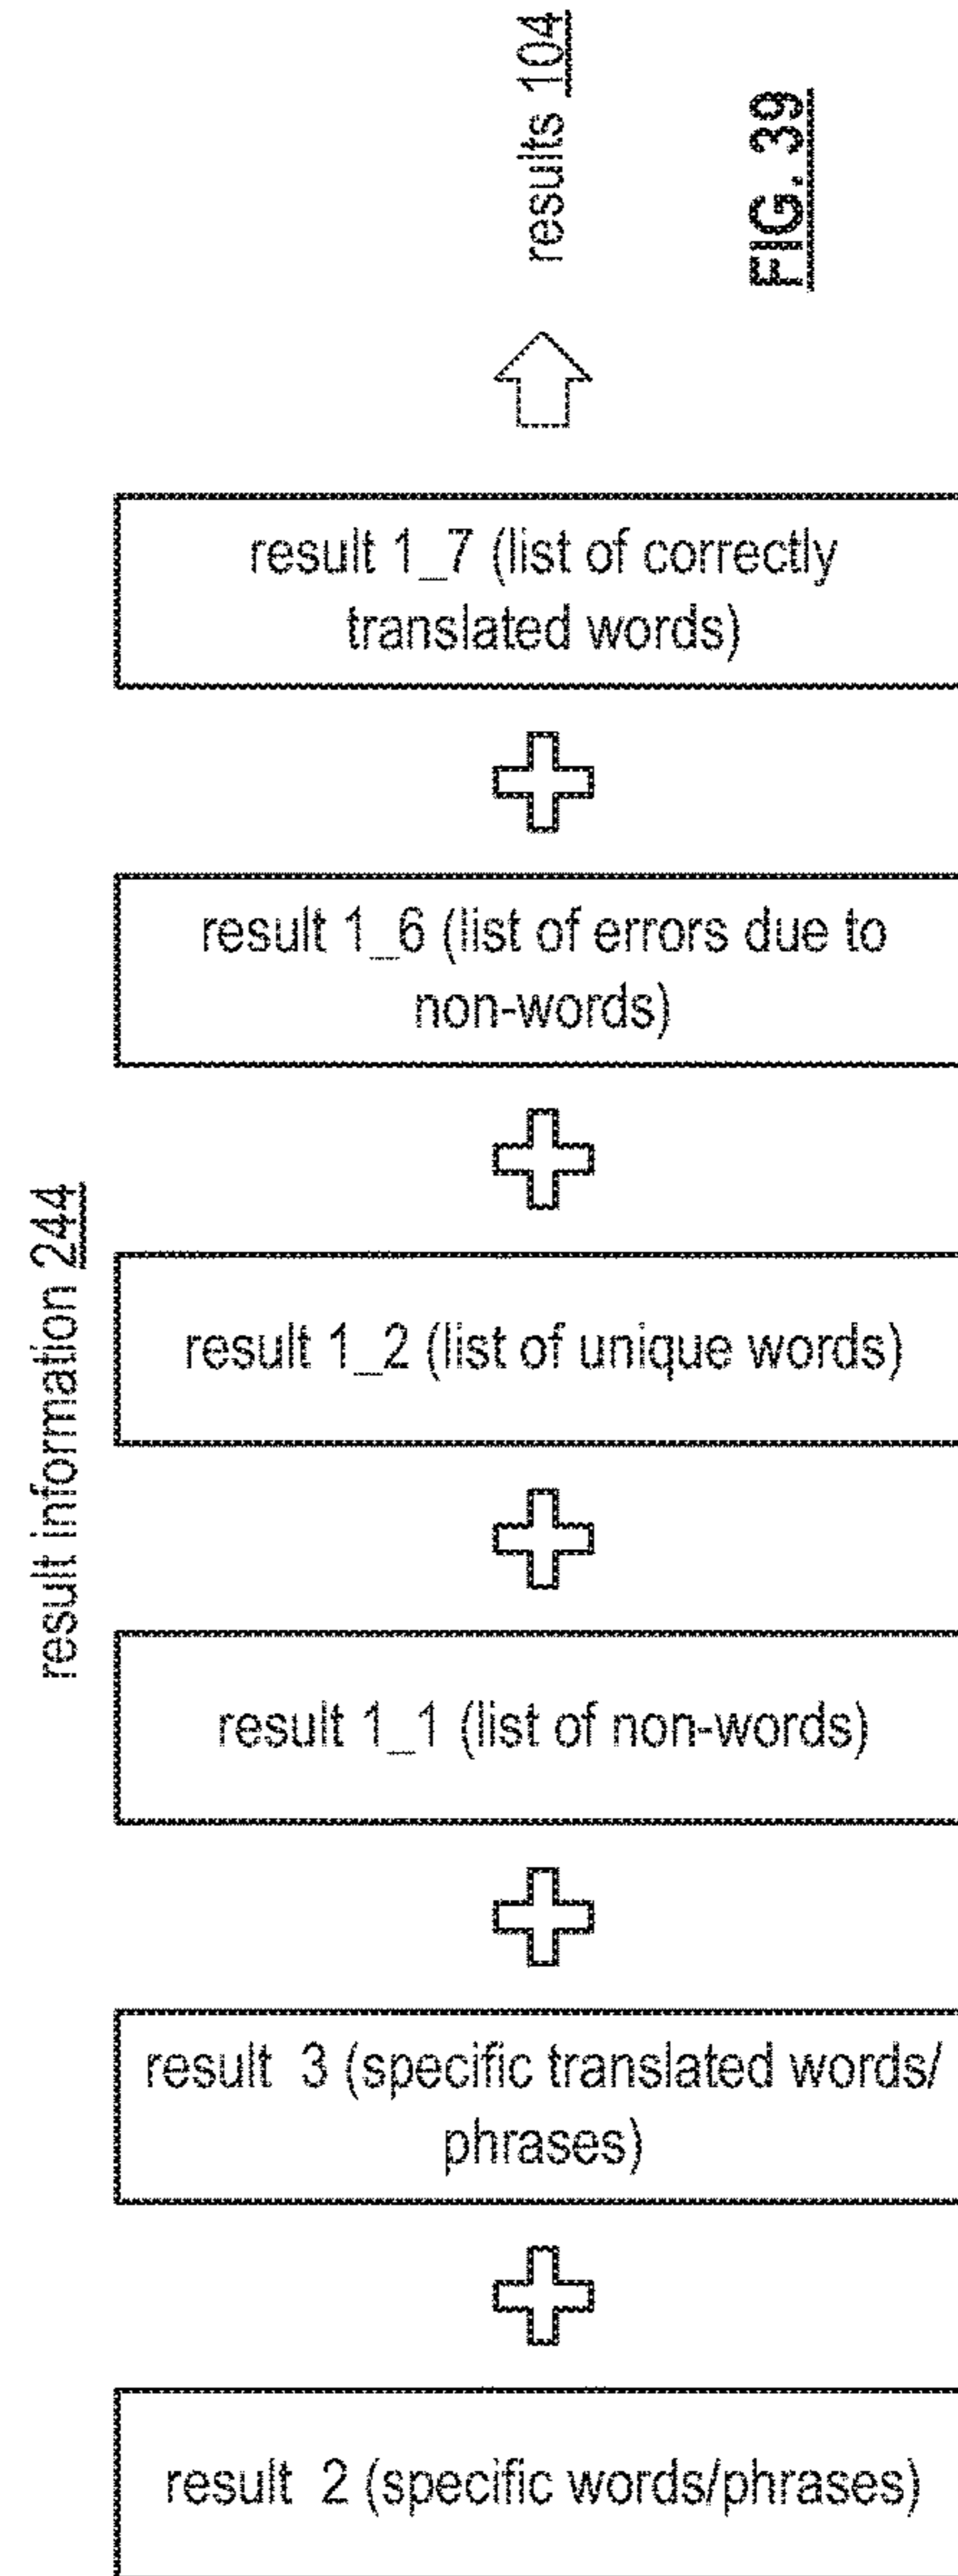 results 104
FIG. 39
result 1_7 (list of correctly
translated words)
result 1_6 (list of errors due to
non-words)
result information 244
result 1_2 (list of unique words)
result 1_1 (list of non-words)
result 3 (specific translated words/
phrases)
result 2 (specific words/phrases)